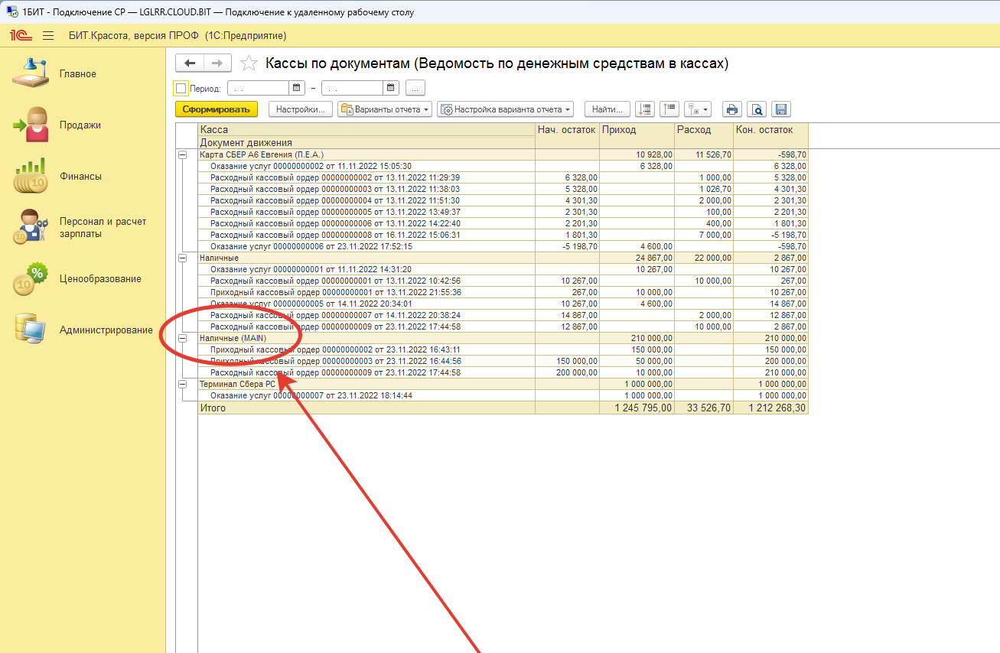 1БИТ - Подключение СР — LGLRR.CLOUD.BIT — Подключение к удаленному рабочему столу
1С БИТ.Красота, версия ПРОФ (1С:Предприятие)
Главное
Продажи
Финансы
Персонал и расчет
зарплаты
Ценообразование
Администрирование
Кассы по документам (Ведомость по денежным средствам в кассах)
Период: . . – . . ...
Сформировать Настройки... Варианты отчета Настройка варианта отчета Найти...
Касса Нач. остаток Приход Расход Кон. остаток
Документ движения
Карта СБЕР А6 Евгения (П.Е.А.) 10 928,00 11 526,70 -598,70
Оказание услуг 00000000002 от 11.11.2022 15:05:30 6 328,00 6 328,00
Расходный кассовый ордер 00000000002 от 13.11.2022 11:29:39 6 328,00 1 000,00 5 328,00
Расходный кассовый ордер 00000000003 от 13.11.2022 11:38:03 5 328,00 1 026,70 4 301,30
Расходный кассовый ордер 00000000004 от 13.11.2022 11:51:30 4 301,30 2 000,00 2 301,30
Расходный кассовый ордер 00000000005 от 13.11.2022 13:49:37 2 301,30 100,00 2 201,30
Расходный кассовый ордер 00000000006 от 13.11.2022 14:22:40 2 201,30 400,00 1 801,30
Расходный кассовый ордер 00000000008 от 16.11.2022 15:06:31 1 801,30 7 000,00 -5 198,70
Оказание услуг 00000000006 от 23.11.2022 17:52:15 -5 198,70 4 600,00 -598,70
Наличные 24 867,00 22 000,00 2 867,00
Оказание услуг 00000000001 от 11.11.2022 14:31:20 10 267,00 10 267,00
Расходный кассовый ордер 00000000001 от 13.11.2022 10:42:56 10 267,00 10 000,00 267,00
Приходный кассовый ордер 00000000001 от 13.11.2022 21:55:36 267,00 10 000,00 10 267,00
Оказание услуг 00000000005 от 14.11.2022 20:34:01 10 267,00 4 600,00 14 867,00
Расходный кассовый ордер 00000000007 от 14.11.2022 20:38:24 14 867,00 2 000,00 12 867,00
Расходный кассовый ордер 00000000009 от 23.11.2022 17:44:58 12 867,00 10 000,00 2 867,00
Наличные (MAIN) 210 000,00 210 000,00
Приходный кассовый ордер 00000000002 от 23.11.2022 16:43:11 150 000,00 150 000,00
Приходный кассовый ордер 00000000003 от 23.11.2022 16:44:56 150 000,00 50 000,00 200 000,00
Расходный кассовый ордер 00000000009 от 23.11.2022 17:44:58 200 000,00 10 000,00 210 000,00
Терминал Сбера РС 1 000 000,00 1 000 000,00
Оказание услуг 00000000007 от 23.11.2022 18:14:44 1 000 000,00 1 000 000,00
Итого 1 245 795,00 33 526,70 1 212 268,30